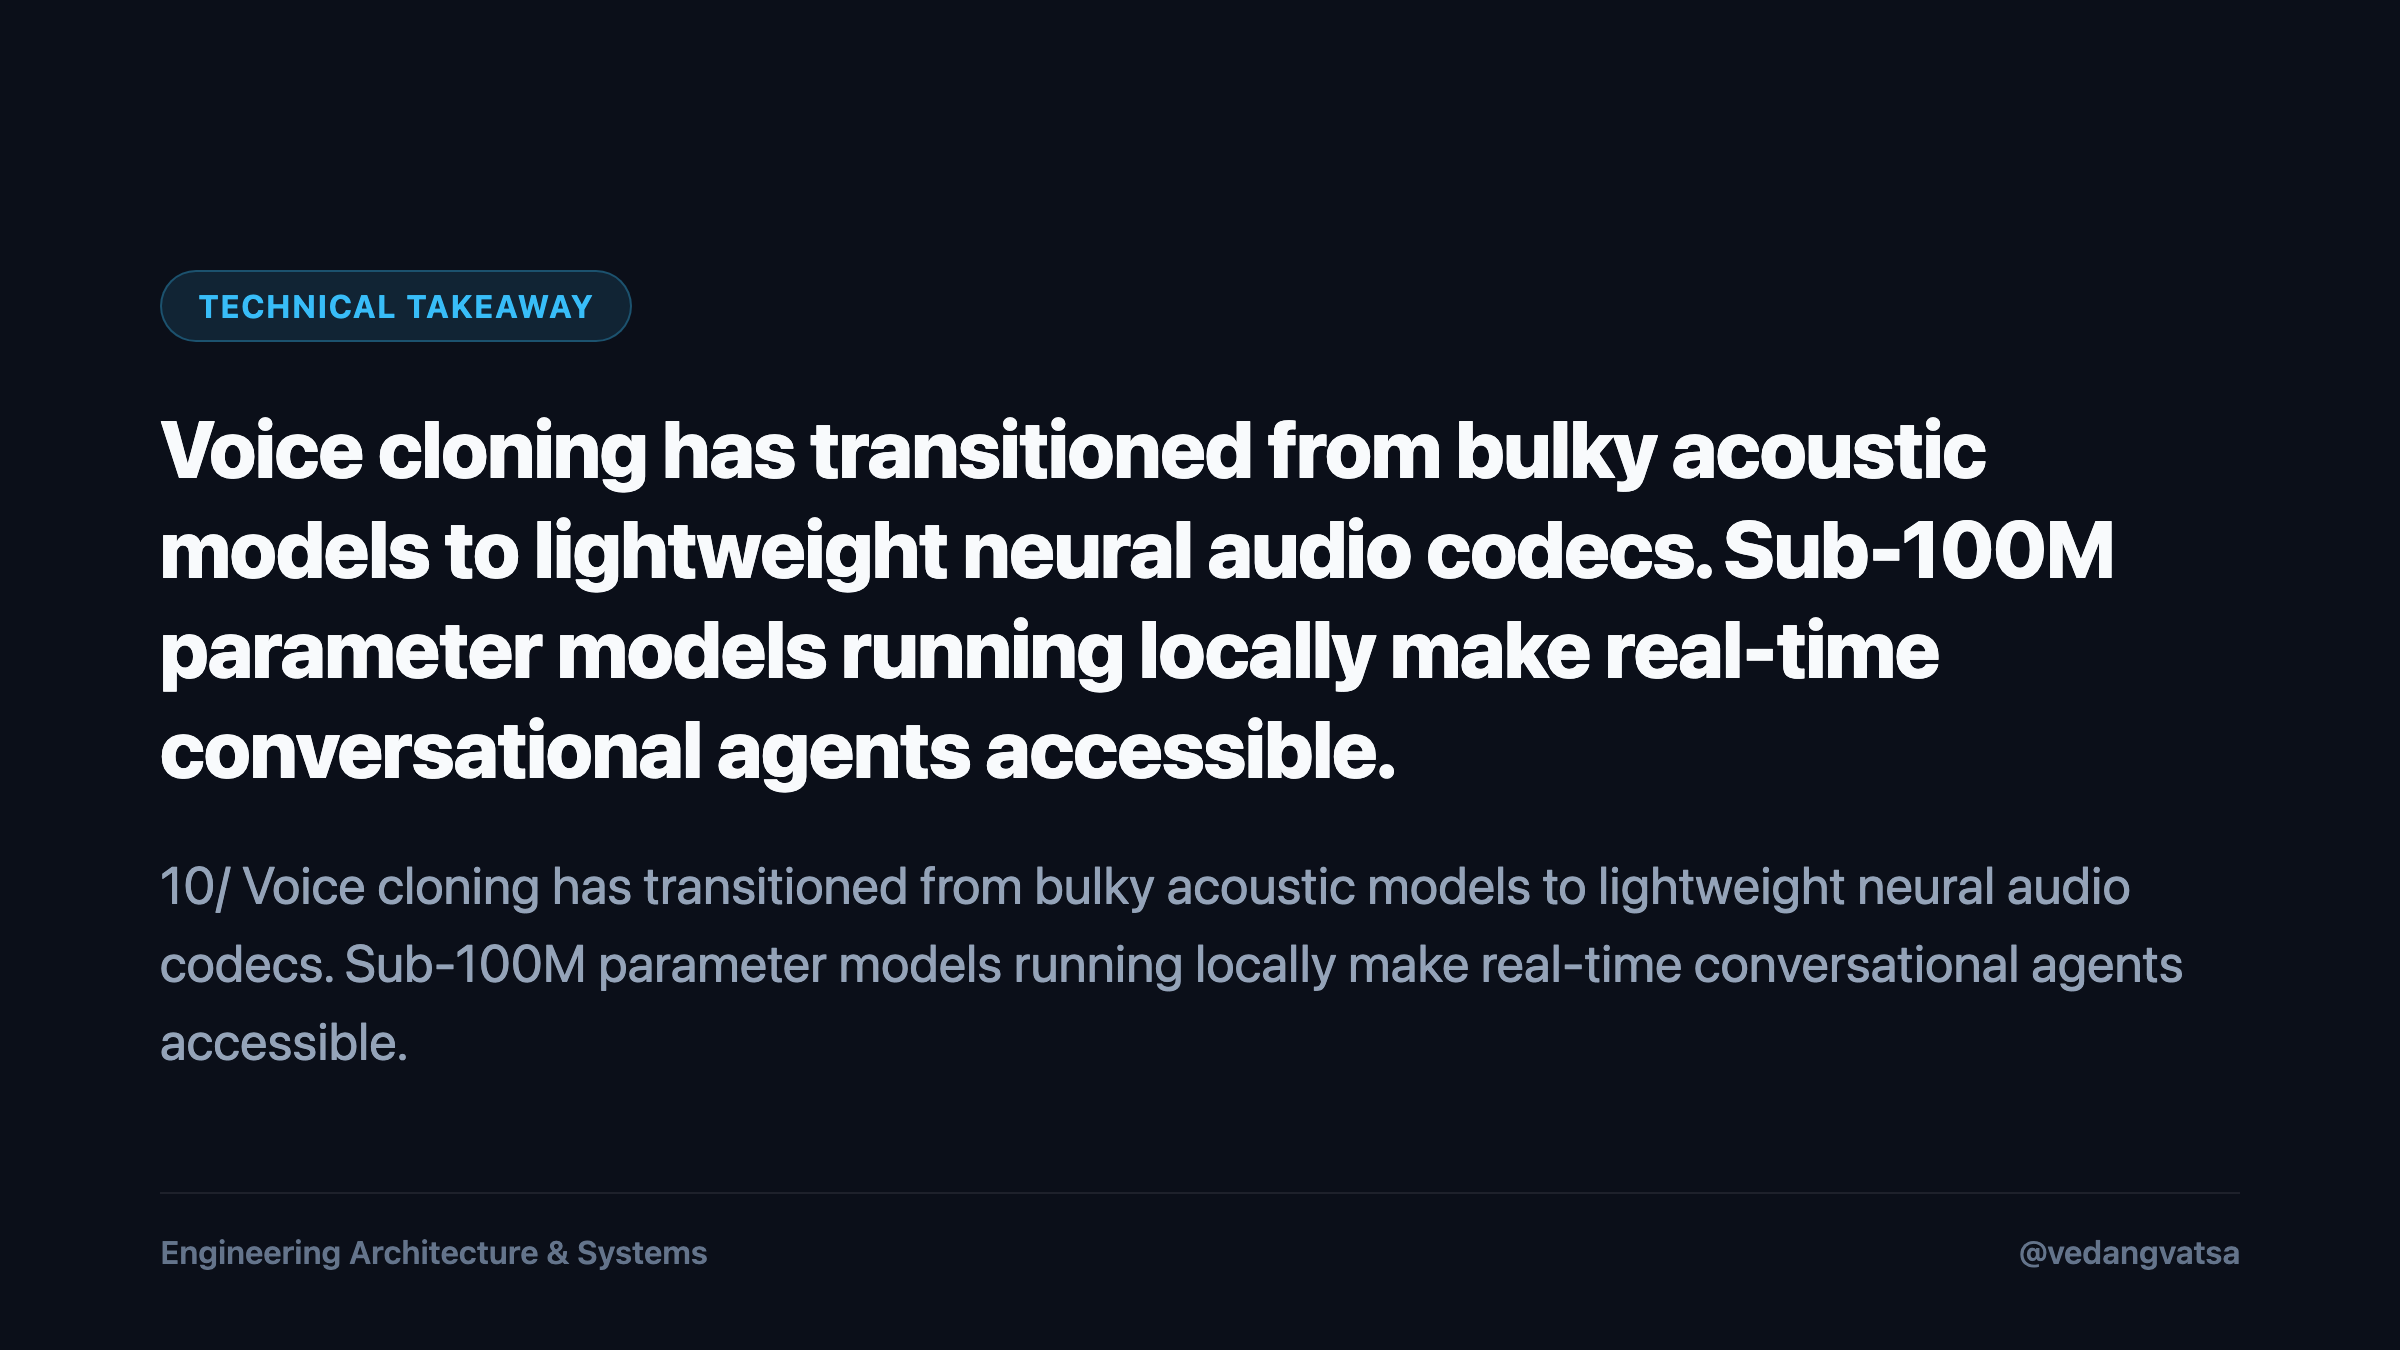 TECHNICAL TAKEAWAY
Voice cloning has transitioned from bulky acoustic
models to lightweight neural audio codecs. Sub-100M
parameter models running locally make real-time
conversational agents accessible.
10/ Voice cloning has transitioned from bulky acoustic models to lightweight neural audio
codecs. Sub-100M parameter models running locally make real-time conversational agents
accessible.
Engineering Architecture & Systems
@vedangvatsa